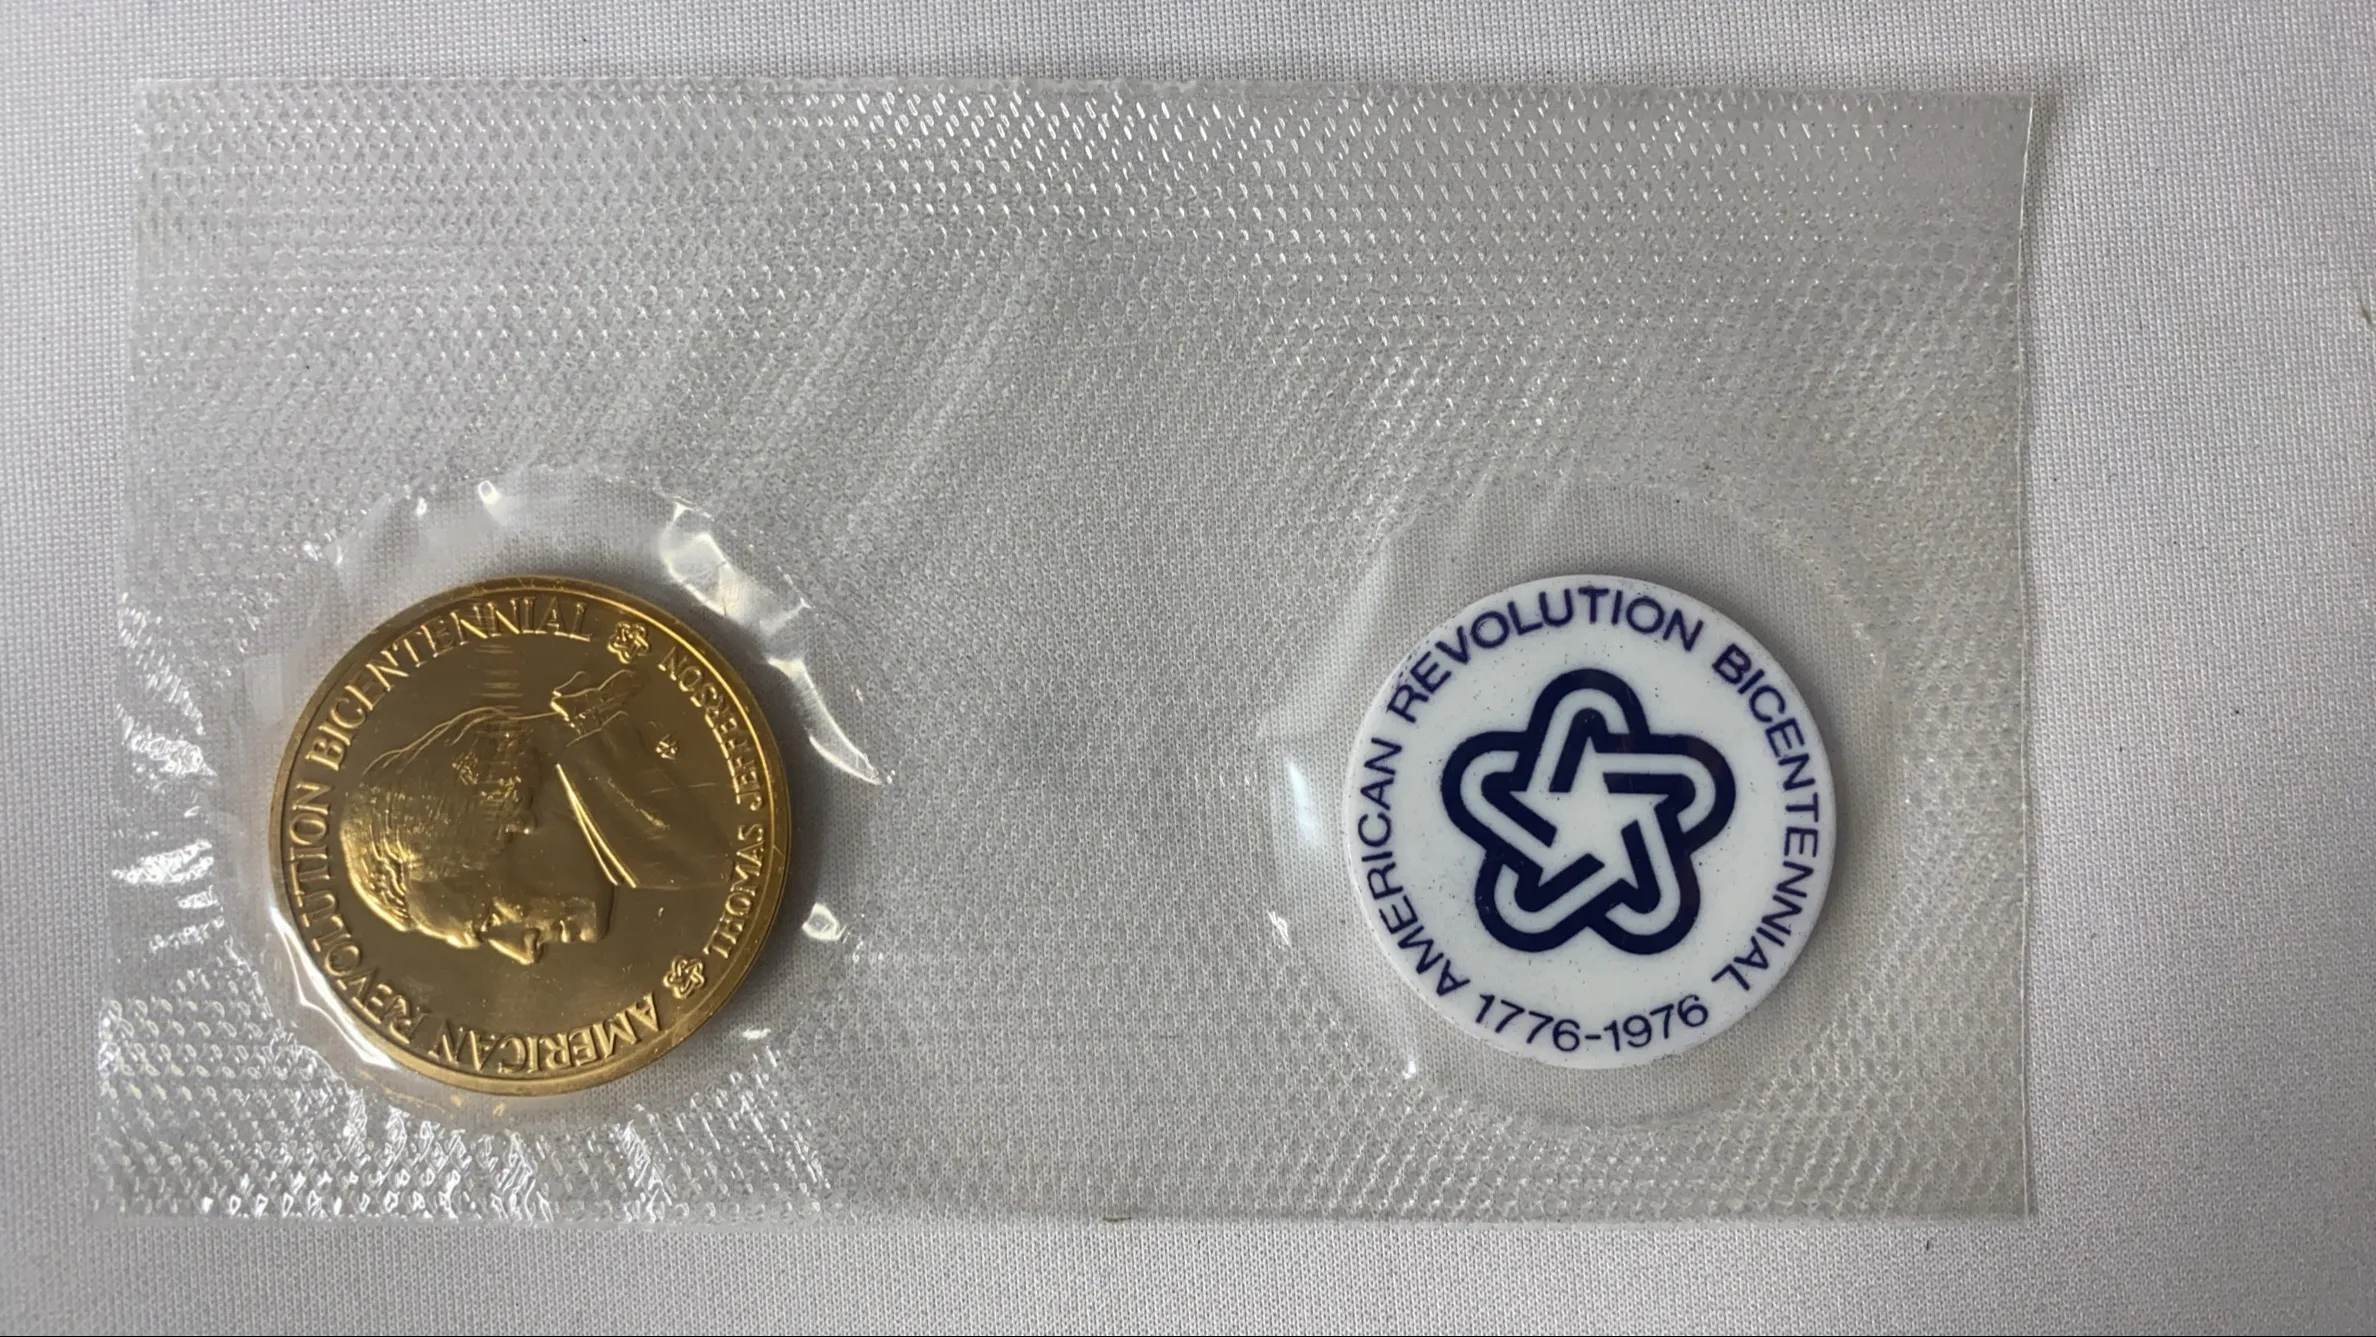 AMERICAN REVOLUTION BICENTENNIAL
THOMAS JEFFERSON
AMERICAN REVOLUTION BICENTENNIAL
1776-1976